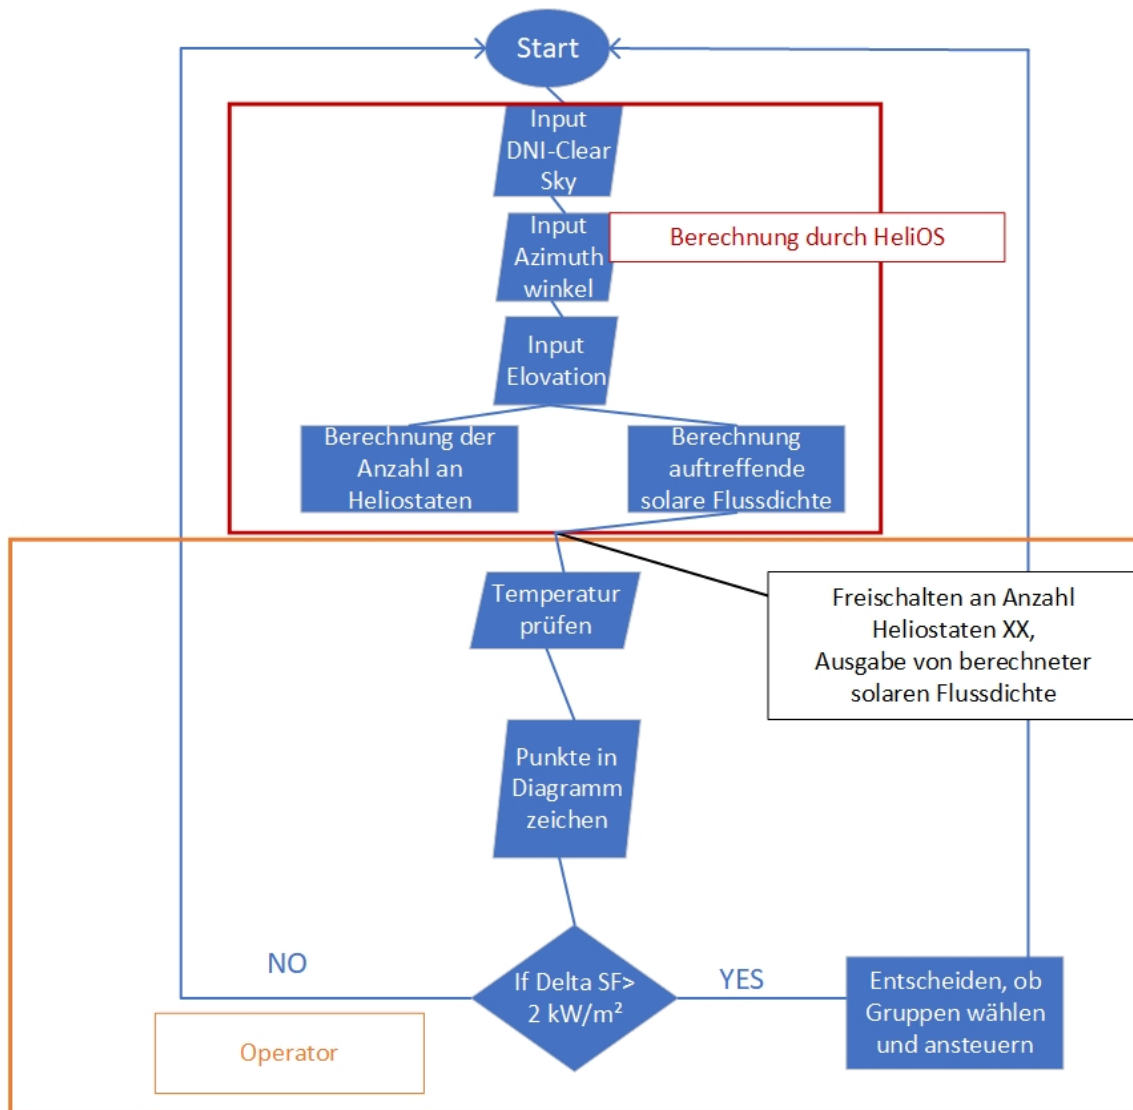 Start
Input
DNI-Clear
Sky
Input
Azimuth
winkel
Berechnung durch HeliOS
Input
Elovation
Berechnung der
Anzahl an
Heliostaten
Berechnung
auftreffende
solare Flussdichte
Temperatur
prüfen
Freischalten an Anzahl
Heliostaten XX,
Ausgabe von berechneter
solaren Flussdichte
Punkte in
Diagramm
zeichen
If Delta SF>
2 kW/m²
NO
YES
Entscheiden, ob
Gruppen wählen
und ansteuern
Operator